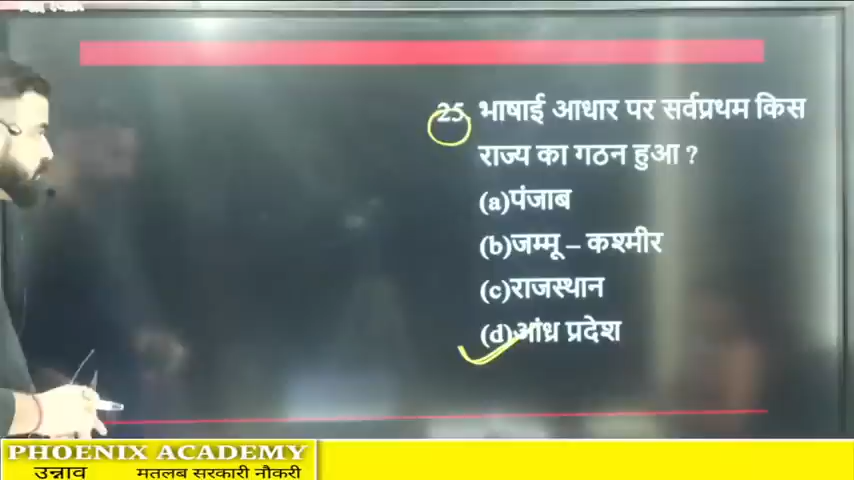 25. भाषाई आधार पर सर्वप्रथम किस
राज्य का गठन हुआ ?
(a)पंजाब
(b)जम्मू – कश्मीर
(c)राजस्थान
(d)आंध्र प्रदेश
PHOENIX ACADEMY
उन्नाव मतलब सरकारी नौकरी